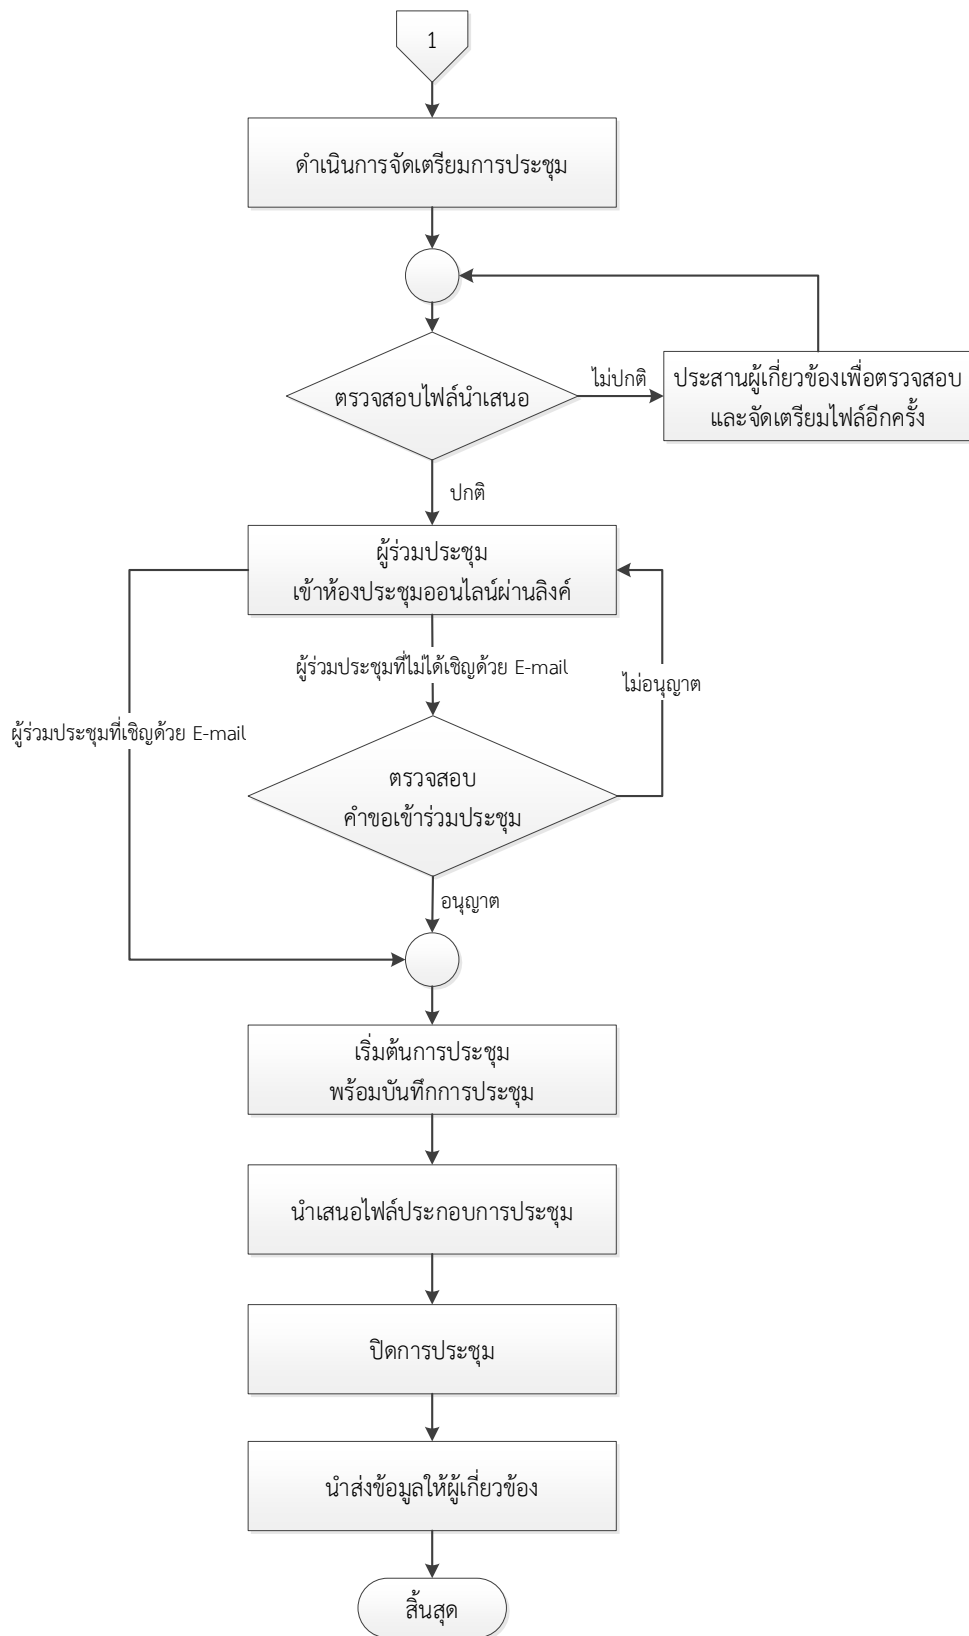 1
ดำเนินการจัดเตรียมการประชุม
ตรวจสอบไฟล์นำเสนอ
ไม่ปกติ
ประสานผู้เกี่ยวข้องเพื่อตรวจสอบ
และจัดเตรียมไฟล์อีกครั้ง
ปกติ
ผู้ร่วมประชุม
เข้าห้องประชุมออนไลน์ผ่านลิงค์
ผู้ร่วมประชุมที่ไม่ได้เชิญด้วย E-mail
ไม่อนุญาต
ผู้ร่วมประชุมที่เชิญด้วย E-mail
ตรวจสอบ
คำขอเข้าร่วมประชุม
อนุญาต
เริ่มต้นการประชุม
พร้อมบันทึกการประชุม
นำเสนอไฟล์ประกอบการประชุม
ปิดการประชุม
นำส่งข้อมูลให้ผู้เกี่ยวข้อง
สิ้นสุด